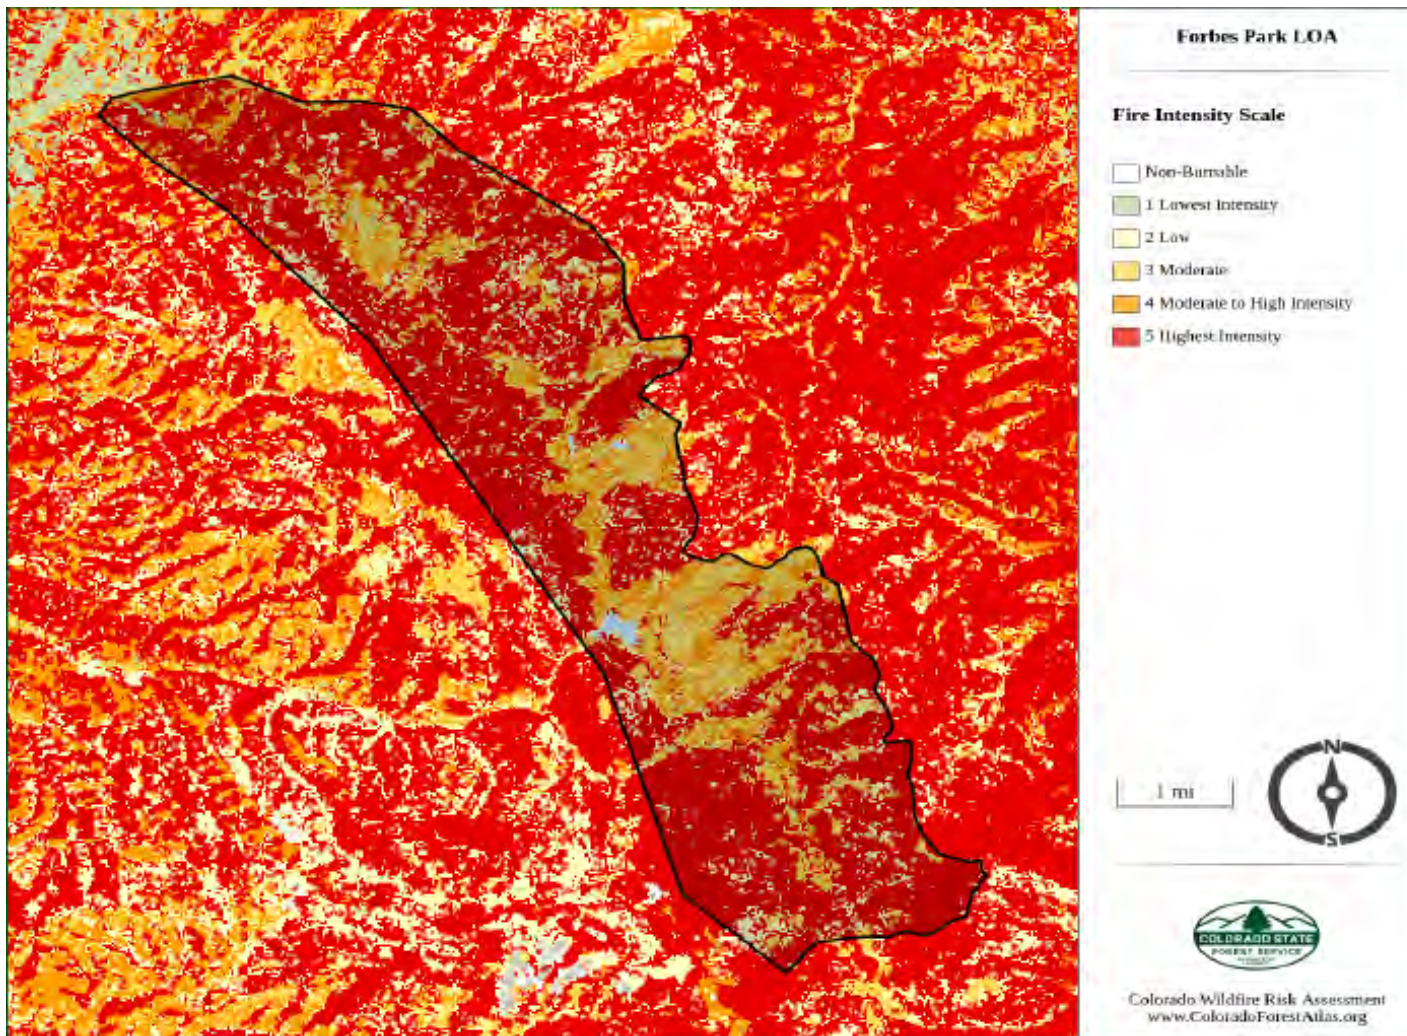 Forbes Park LOA
Fire Intensity Scale
Non-Burnable
1 Lowest Intensity
2 Low
3 Moderate
4 Moderate to High Intensity
5 Highest Intensity
1 mi
N
S
COLORADO STATE
FOREST SERVICE
Colorado Wildfire Risk Assessment
www.ColoradoForestAtlas.org